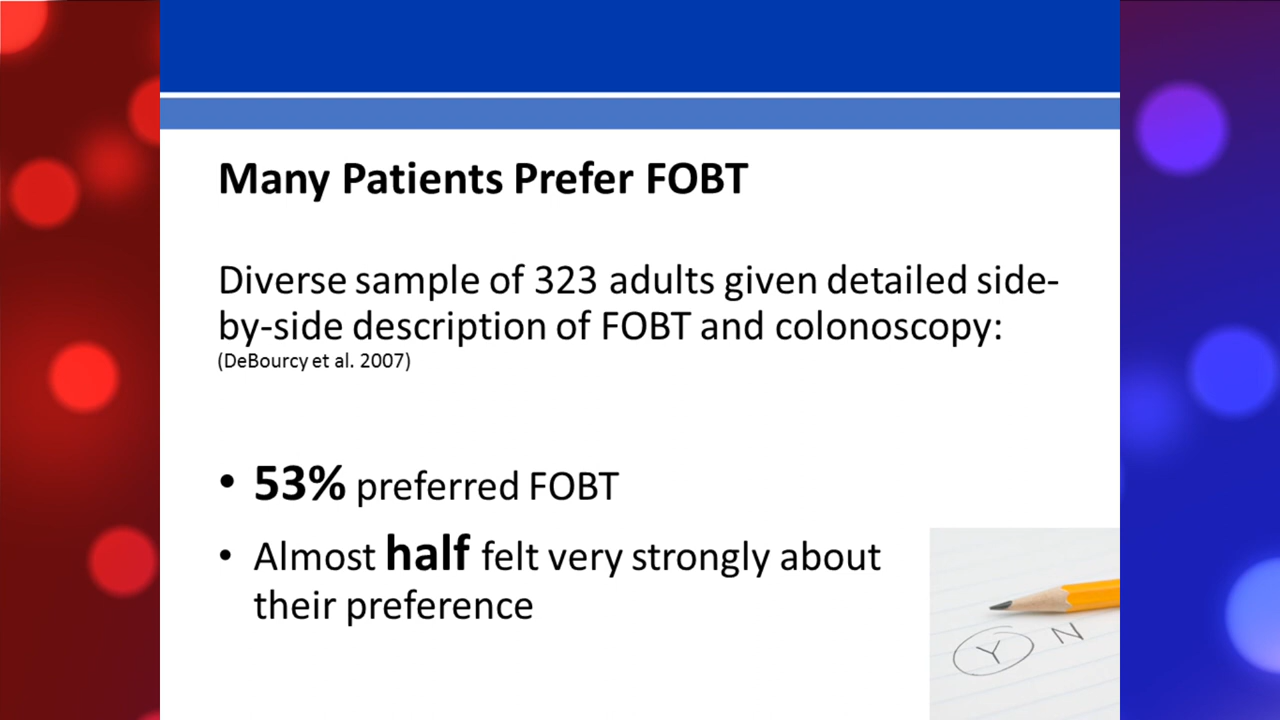 Many Patients Prefer FOBT
Diverse sample of 323 adults given detailed side-
by-side description of FOBT and colonoscopy:
(DeBourcy et al. 2007)
• 53% preferred FOBT
• Almost half felt very strongly about
their preference
Y N